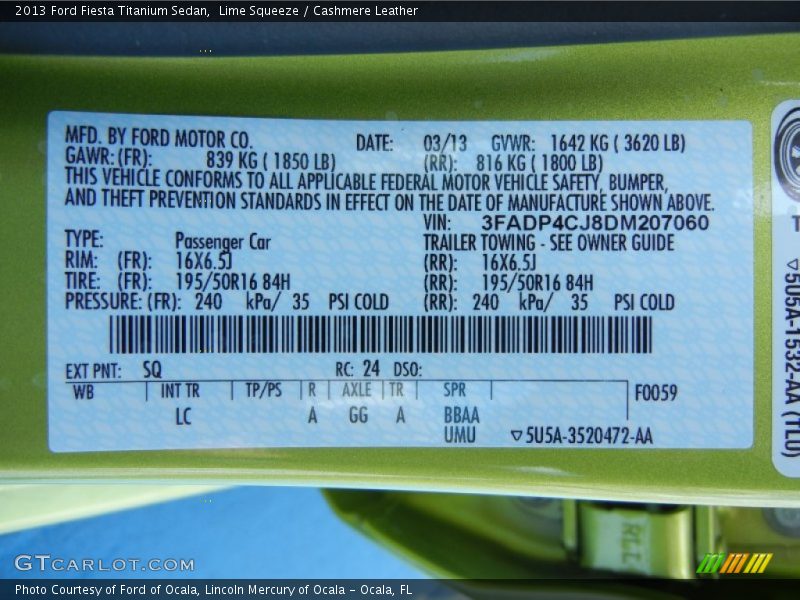 2013 Ford Fiesta Titanium Sedan,  Lime Squeeze / Cashmere Leather
MFD. BY FORD MOTOR CO. DATE: 03/13 GVWR: 1642 KG ( 3620 LB)
GAWR: (FR): 839 KG ( 1850 LB) (RR): 816 KG ( 1800 LB)
THIS VEHICLE CONFORMS TO ALL APPLICABLE FEDERAL MOTOR VEHICLE SAFETY, BUMPER,
AND THEFT PREVENTION STANDARDS IN EFFECT ON THE DATE OF MANUFACTURE SHOWN ABOVE.
VIN: 3FADP4CJ8DM207060
TYPE: Passenger Car TRAILER TOWING - SEE OWNER GUIDE
RIM: (FR): 16X6.5J (RR): 16X6.5J
TIRE: (FR): 195/50R16 84H (RR): 195/50R16 84H
PRESSURE: (FR): 240 kPa/ 35 PSI COLD (RR): 240 kPa/ 35 PSI COLD
EXT PNT: SQ RC: 24 DSO:
WB INT TR TP/PS R AXLE TR SPR F0059
LC A GG A BBAA
UMU ▽5U5A-3520472-AA
▽5U5A-1532-AA (TLU)
GTCARLOT.COM
Photo Courtesy of Ford of Ocala, Lincoln Mercury of Ocala - Ocala, FL